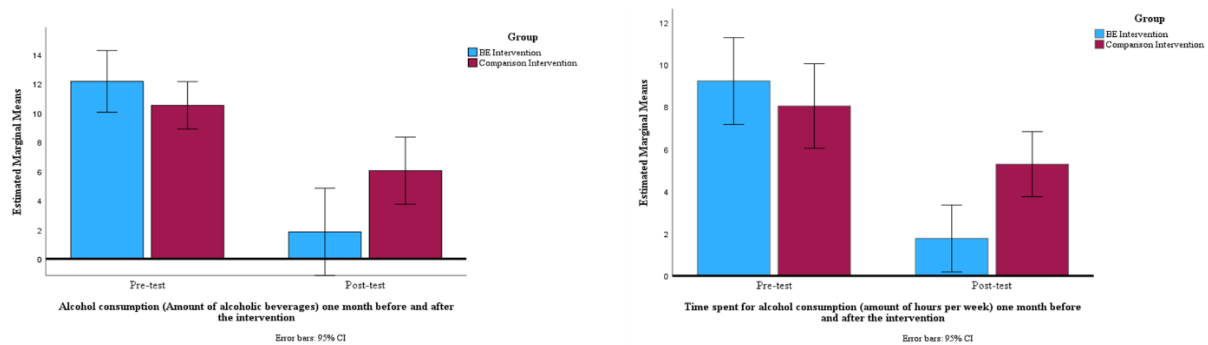 Group
BE Intervention
Comparison Intervention
Estimated Marginal Means
14
12
10
8
6
4
2
0
Pre-test
Post-test
Alcohol consumption (Amount of alcoholic beverages) one month before and after
the intervention
Error bars: 95% CI
Group
BE Intervention
Comparison Intervention
Estimated Marginal Means
12
10
8
6
4
2
0
Pre-test
Post-test
Time spent for alcohol consumption (amount of hours per week) one month before
and after the intervention
Error bars: 95% CI